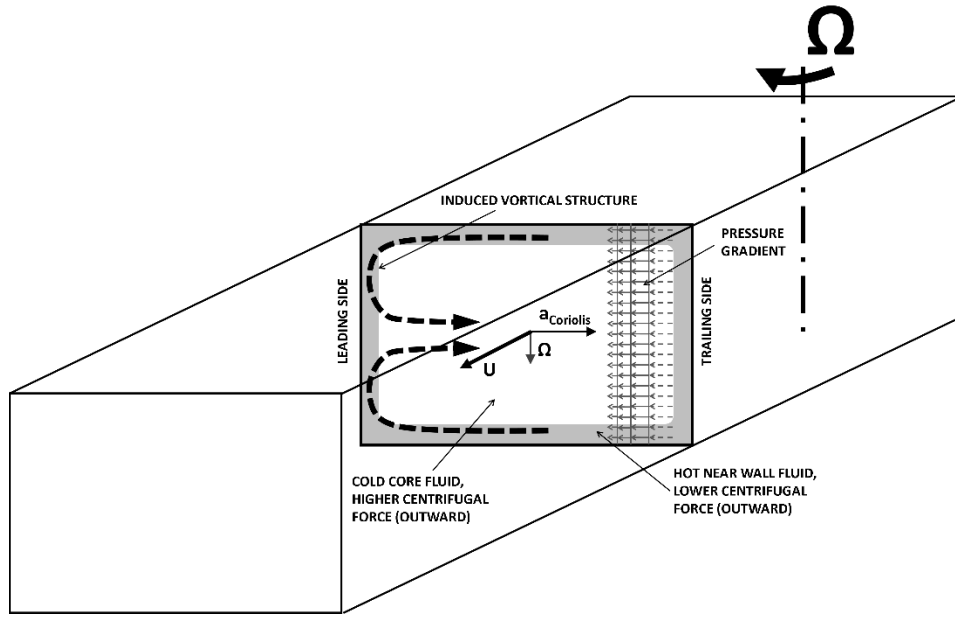 Ω
INDUCED VORTICAL STRUCTURE
PRESSURE
GRADIENT
LEADING SIDE
TRAILING SIDE
aCoriolis
Ω
U
COLD CORE FLUID,
HIGHER CENTRIFUGAL
FORCE (OUTWARD)
HOT NEAR WALL FLUID,
LOWER CENTRIFUGAL
FORCE (OUTWARD)